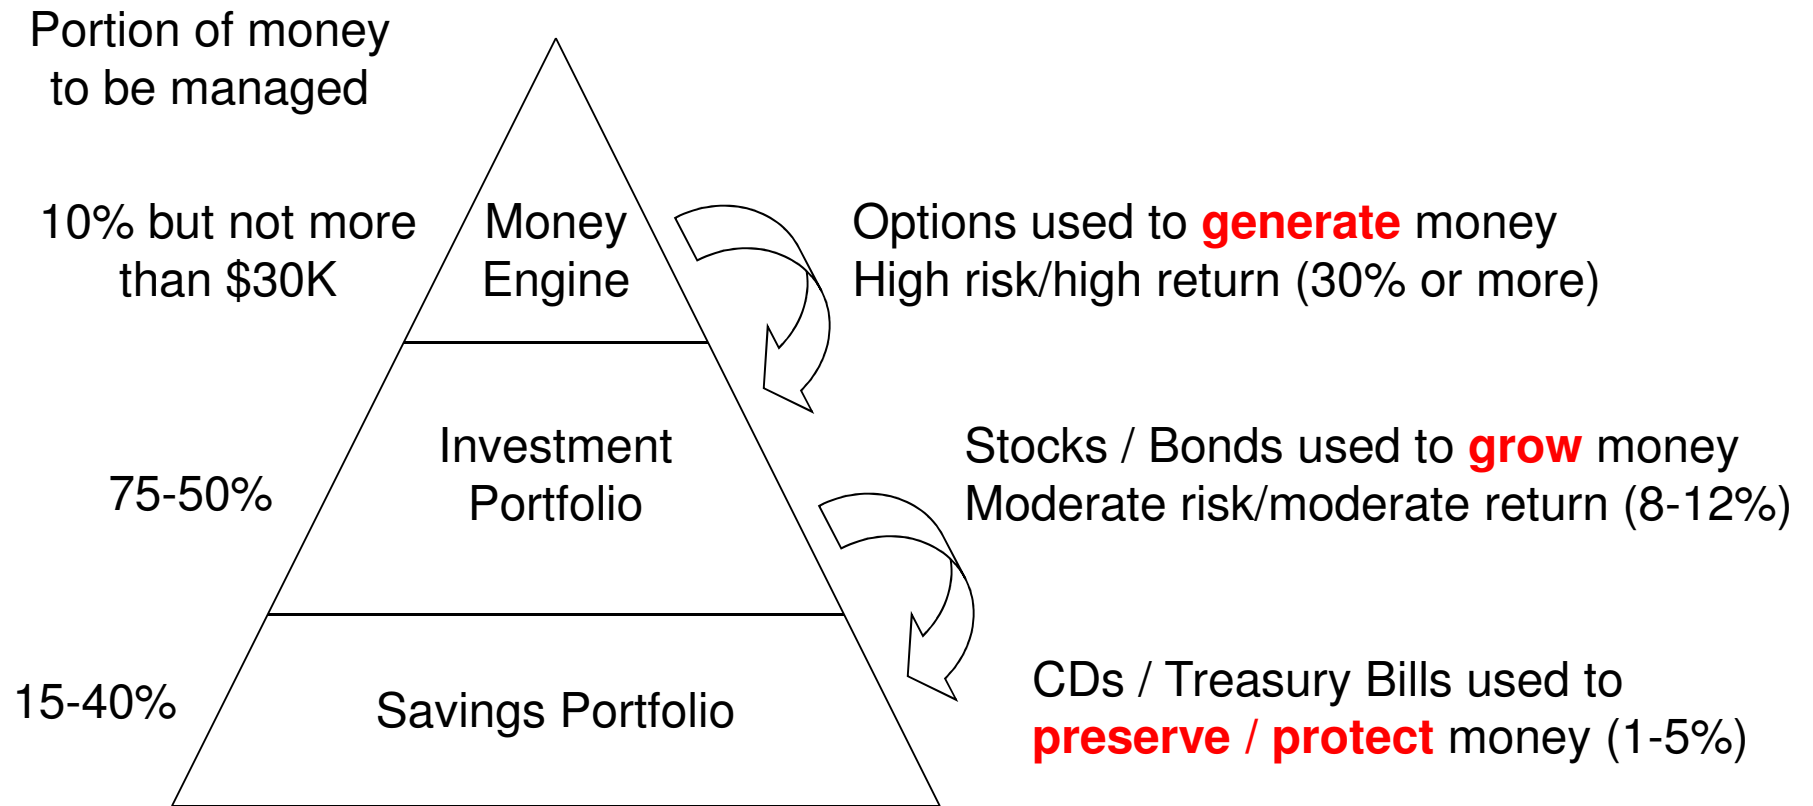 Portion of money
to be managed
10% but not more
than $30K
Money
Engine
Options used to generate money
High risk/high return (30% or more)
75-50%
Investment
Portfolio
Stocks / Bonds used to grow money
Moderate risk/moderate return (8-12%)
15-40%
Savings Portfolio
CDs / Treasury Bills used to
preserve / protect money (1-5%)